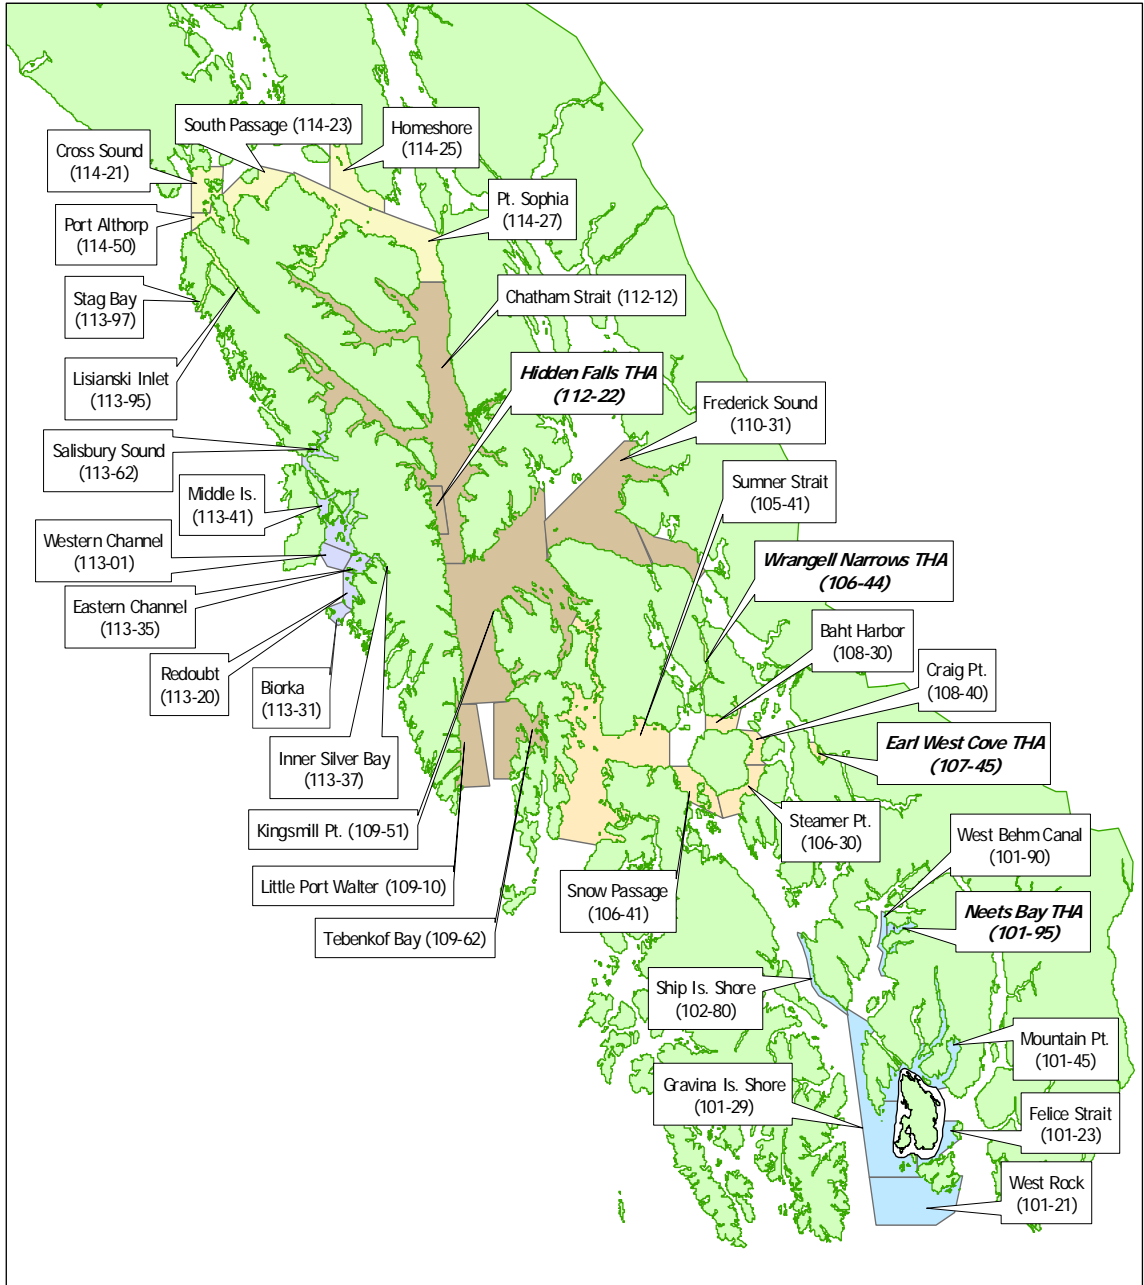 South Passage (114-23)
Homeshore
(114-25)
Cross Sound
(114-21)
Pt. Sophia
(114-27)
Port Althorp
(114-50)
Chatham Strait (112-12)
Stag Bay
(113-97)
Hidden Falls THA
(112-22)
Lisianski Inlet
(113-95)
Frederick Sound
(110-31)
Salisbury Sound
(113-62)
Sumner Strait
(105-41)
Middle Is.
(113-41)
Western Channel
(113-01)
Wrangell Narrows THA
(106-44)
Eastern Channel
(113-35)
Baht Harbor
(108-30)
Redoubt
(113-20)
Craig Pt.
(108-40)
Biorka
(113-31)
Earl West Cove THA
(107-45)
Inner Silver Bay
(113-37)
Kingsmill Pt. (109-51)
Steamer Pt.
(106-30)
West Behm Canal
(101-90)
Little Port Walter (109-10)
Snow Passage
(106-41)
Neets Bay THA
(101-95)
Tebenkof Bay (109-62)
Ship Is. Shore
(102-80)
Mountain Pt.
(101-45)
Gravina Is. Shore
(101-29)
Felice Strait
(101-23)
West Rock
(101-21)